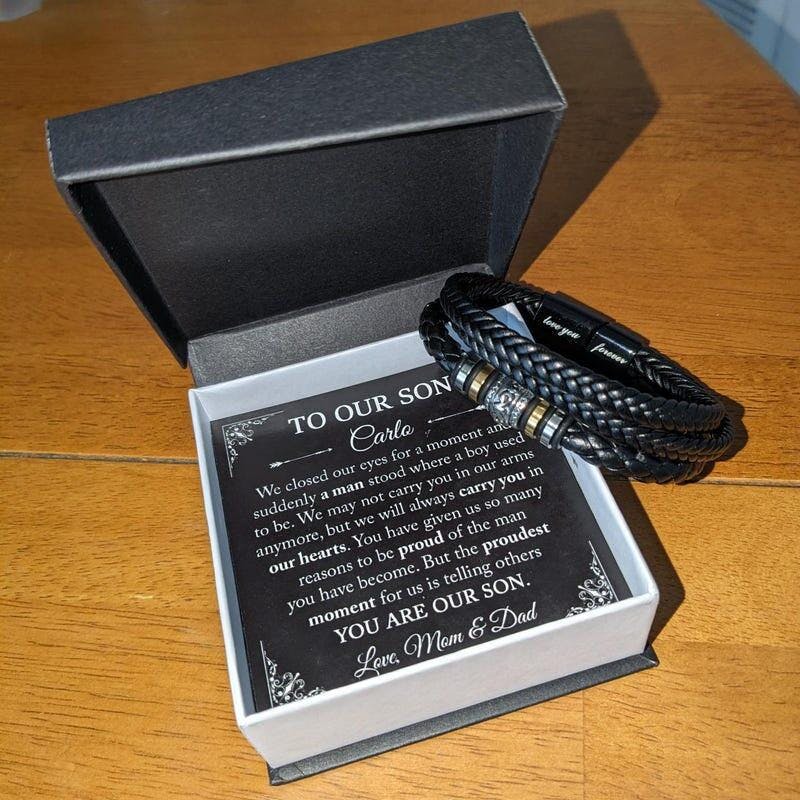 TO OUR SON
Carlo
We closed our eyes for a moment and
suddenly a man stood where a boy used
to be. We may not carry you in our arms
anymore, but we will always carry you in
our hearts. You have given us so many
reasons to be proud of the man
you have become. But the proudest
moment for us is telling others
YOU ARE OUR SON.
Love, Mom & Dad
love you forever